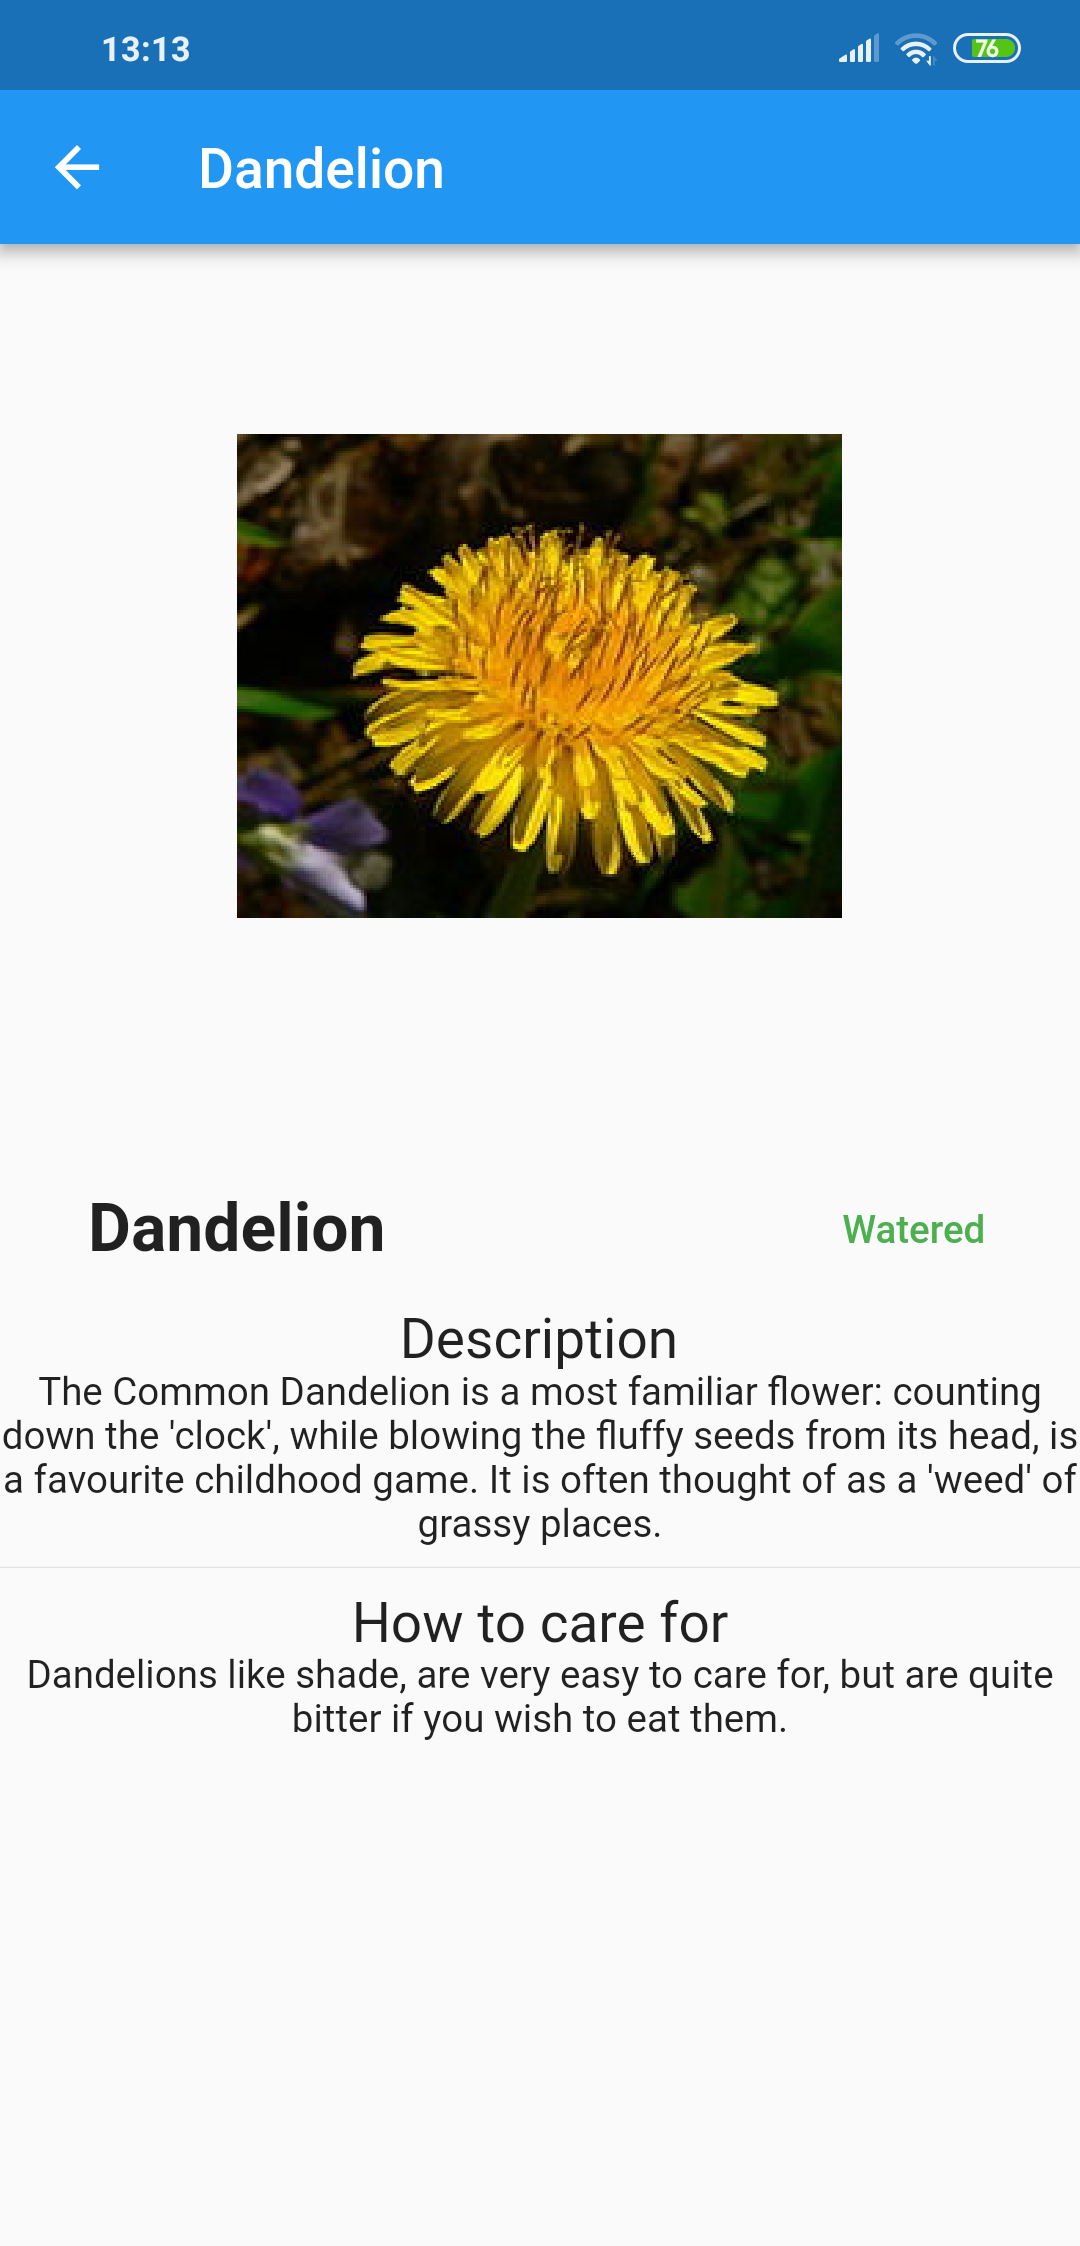 13:13
76
Dandelion
Dandelion
Watered
Description
The Common Dandelion is a most familiar flower: counting
down the 'clock', while blowing the fluffy seeds from its head, is
a favourite childhood game. It is often thought of as a 'weed' of
grassy places.
How to care for
Dandelions like shade, are very easy to care for, but are quite
bitter if you wish to eat them.